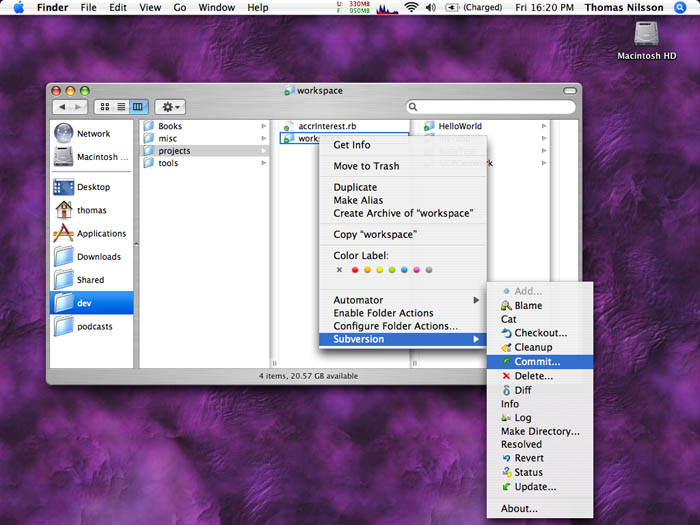 Finder File Edit View Go Window Help U: 330MB F: 950MB (Charged) Fri 16:20 PM Thomas Nilsson
Macintosh HD
workspace
Network
Macintosh ...
Desktop
thomas
Applications
Downloads
Shared
dev
podcasts
Books
misc
projects
tools
accrInterest.rb
HelloWorld
Get Info
Move to Trash
Duplicate
Make Alias
Create Archive of “workspace”
Copy “workspace”
Color Label:
Automator
Enable Folder Actions
Configure Folder Actions...
Subversion
Add...
Blame
Cat
Checkout...
Cleanup
Commit...
Delete...
Diff
Info
Log
Make Directory...
Resolved
Revert
Status
Update...
About...
4 items, 20.57 GB available